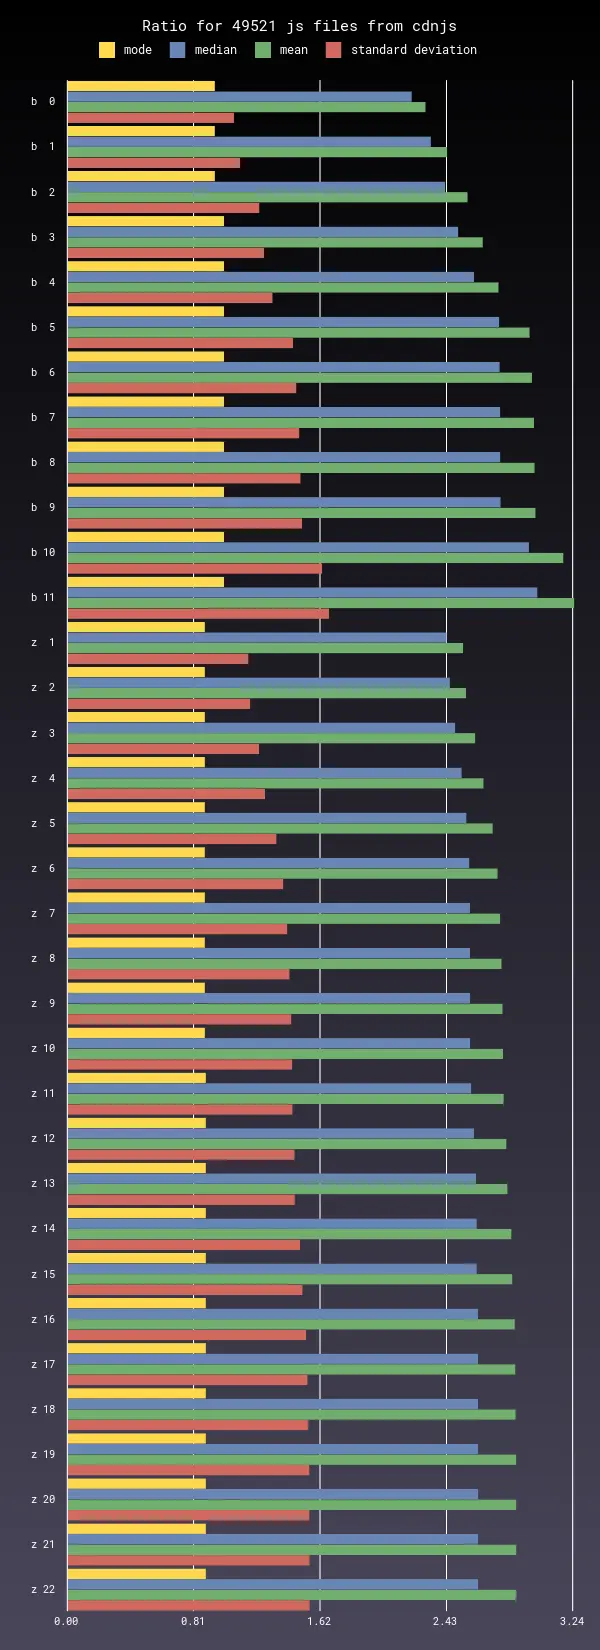 Ratio for 49521 js files from cdnjs
mode median mean standard deviation
b 0
b 1
b 2
b 3
b 4
b 5
b 6
b 7
b 8
b 9
b 10
b 11
z 1
z 2
z 3
z 4
z 5
z 6
z 7
z 8
z 9
z 10
z 11
z 12
z 13
z 14
z 15
z 16
z 17
z 18
z 19
z 20
z 21
z 22
0.00 0.81 1.62 2.43 3.24